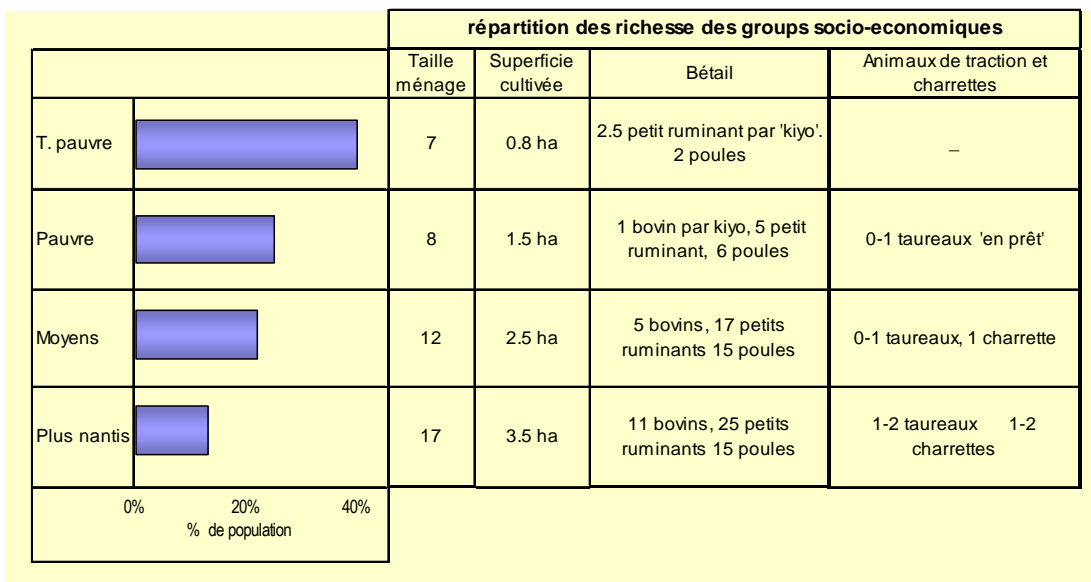 répartition des richesse des groups socio-economiques
Taille ménage
Superficie cultivée
Bétail
Animaux de traction et charrettes
T. pauvre
7
0.8 ha
2.5 petit ruminant par 'kiyo'.
2 poules
_
Pauvre
8
1.5 ha
1 bovin par kiyo, 5 petit
ruminant, 6 poules
0-1 taureaux 'en prêt'
Moyens
12
2.5 ha
5 bovins, 17 petits
ruminants 15 poules
0-1 taureaux, 1 charrette
Plus nantis
17
3.5 ha
11 bovins, 25 petits
ruminants 15 poules
1-2 taureaux 1-2
charrettes
0% 20% 40%
% de population